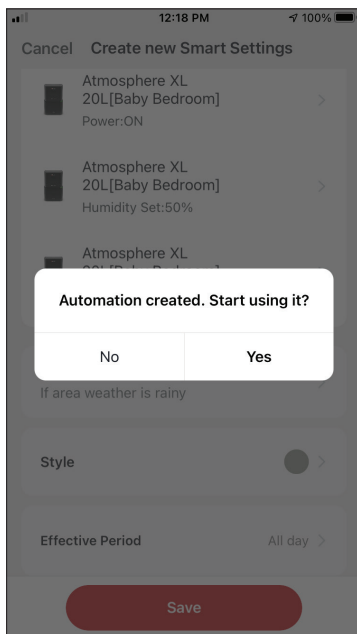 12:18 PM
100%
Cancel Create new Smart Settings
Atmosphere XL
20L[Baby Bedroom]
Power:ON
Atmosphere XL
20L[Baby Bedroom]
Humidity Set:50%
Atmosphere XL
Automation created. Start using it?
No Yes
If area weather is rainy
Style
Effective Period All day
Save